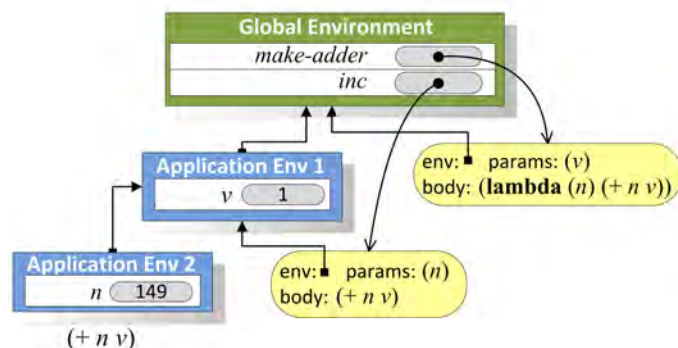 Global Environment
make-adder
inc
Application Env 1
v 1
env: params: (v)
body: (lambda (n) (+ n v))
Application Env 2
n 149
env: params: (n)
body: (+ n v)
(+ n v)